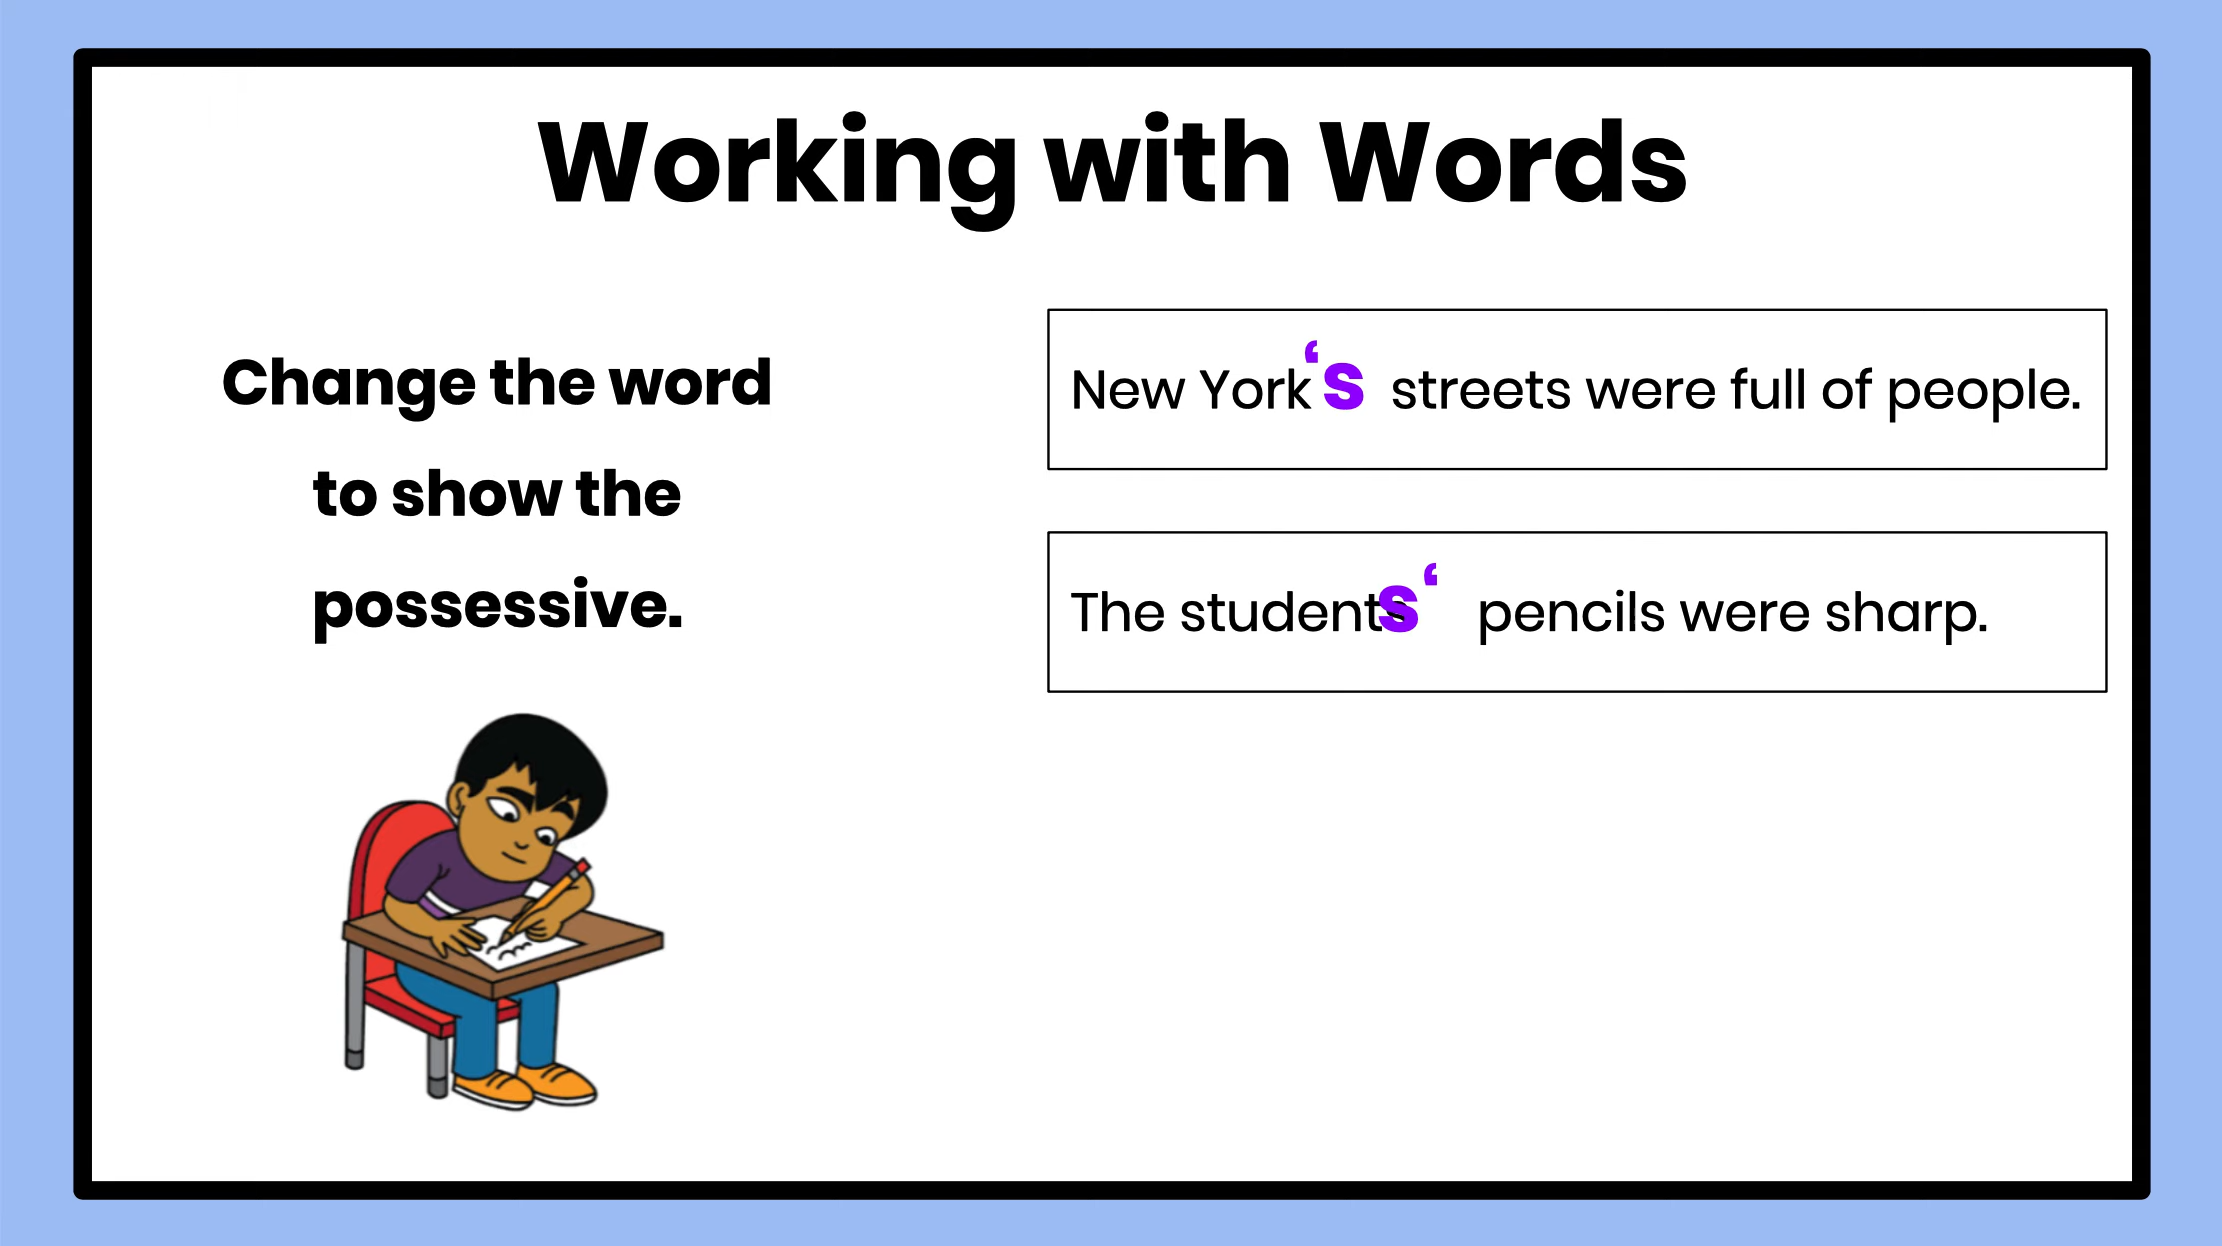 Working with Words
Change the word
to show the
possessive.
New York‘s streets were full of people.
The students‘ pencils were sharp.